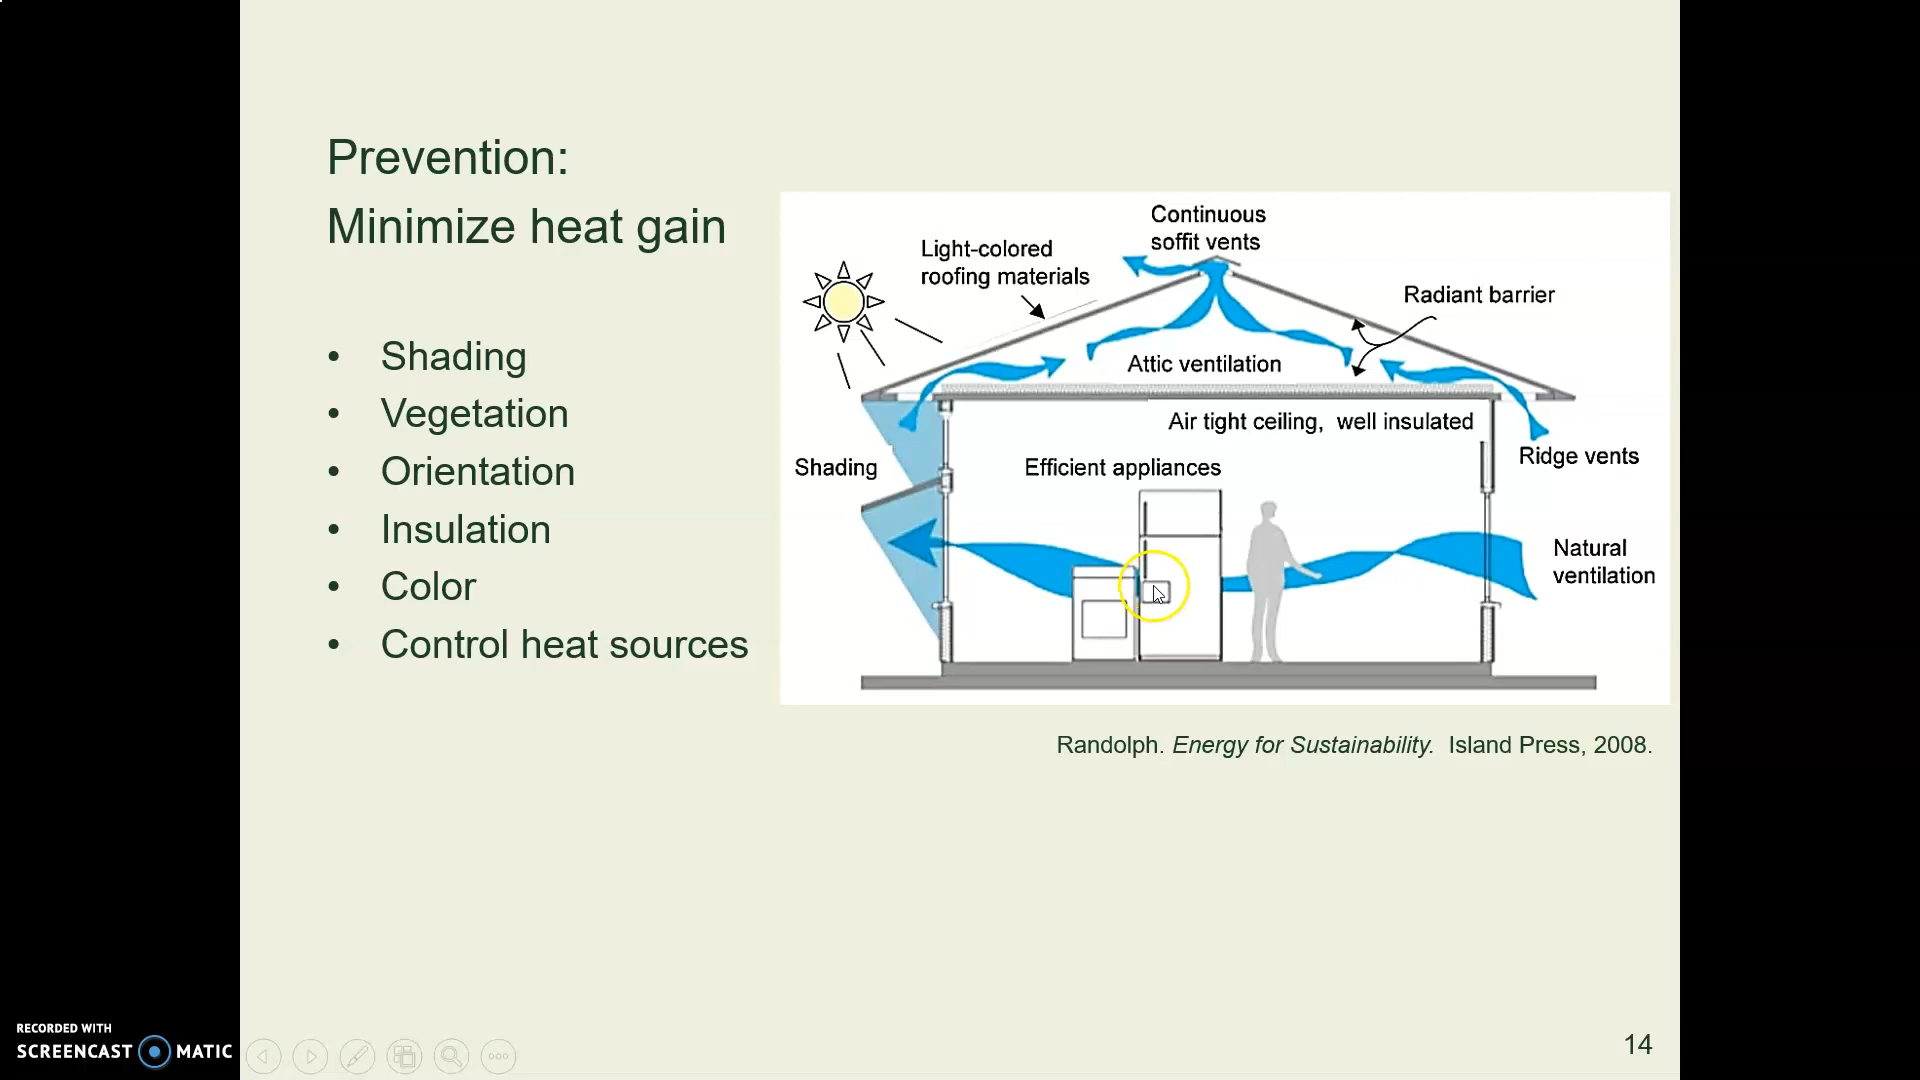 Prevention:
Minimize heat gain
• Shading
• Vegetation
• Orientation
• Insulation
• Color
• Control heat sources
Continuous
soffit vents
Light-colored
roofing materials
Radiant barrier
Attic ventilation
Air tight ceiling, well insulated
Ridge vents
Shading
Efficient appliances
Natural
ventilation
Randolph. Energy for Sustainability. Island Press, 2008.
RECORDED WITH
SCREENCAST MATIC
14